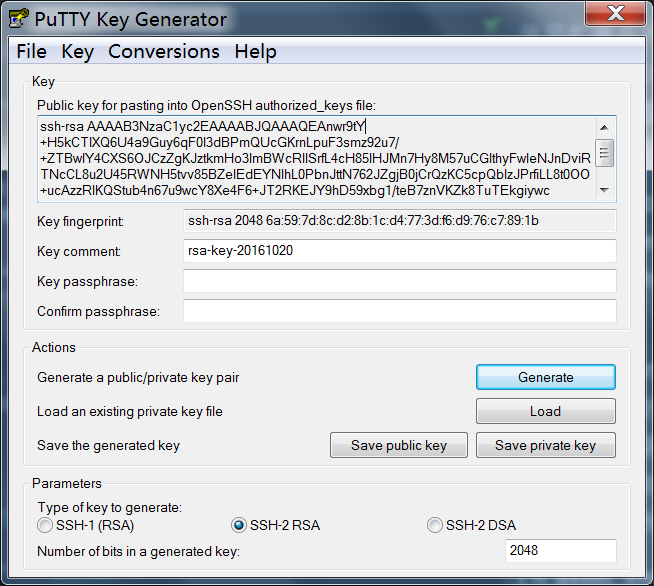 PuTTY Key Generator
File Key Conversions Help
Key
Public key for pasting into OpenSSH authorized_keys file:
ssh-rsa AAAAB3NzaC1yc2EAAAABJQAAAQEAnwr9tY
+H5kCTIXQ6U4a9Guy6qF0I3dBPmQUcGKrnLpuF3smz92u7/
+ZTBwIY4CXS6OJCzZgKJztkmHo3ImBWcRIISrfL4cH85IHJMn7Hy8M57uCGIthyFwIeNJnDviR
TNcCL8u2U45RWNH5tvv85BZeIEdEYNIhL0PbnJttN762JZgjB0jCrQzKC5cpQbIzJPrfiLL8t0OO
+ucAzzRIKQStub4n67u9wcY8Xe4F6+JT2RKEJY9hD59xbg1/teB7znVKZk8TuTEkgiywc
Key fingerprint:
ssh-rsa 2048 6a:59:7d:8c:d2:8b:1c:d4:77:3d:f6:d9:76:c7:89:1b
Key comment:
rsa-key-20161020
Key passphrase:
Confirm passphrase:
Actions
Generate a public/private key pair
Generate
Load an existing private key file
Load
Save the generated key
Save public key
Save private key
Parameters
Type of key to generate:
SSH-1 (RSA)
SSH-2 RSA
SSH-2 DSA
Number of bits in a generated key:
2048